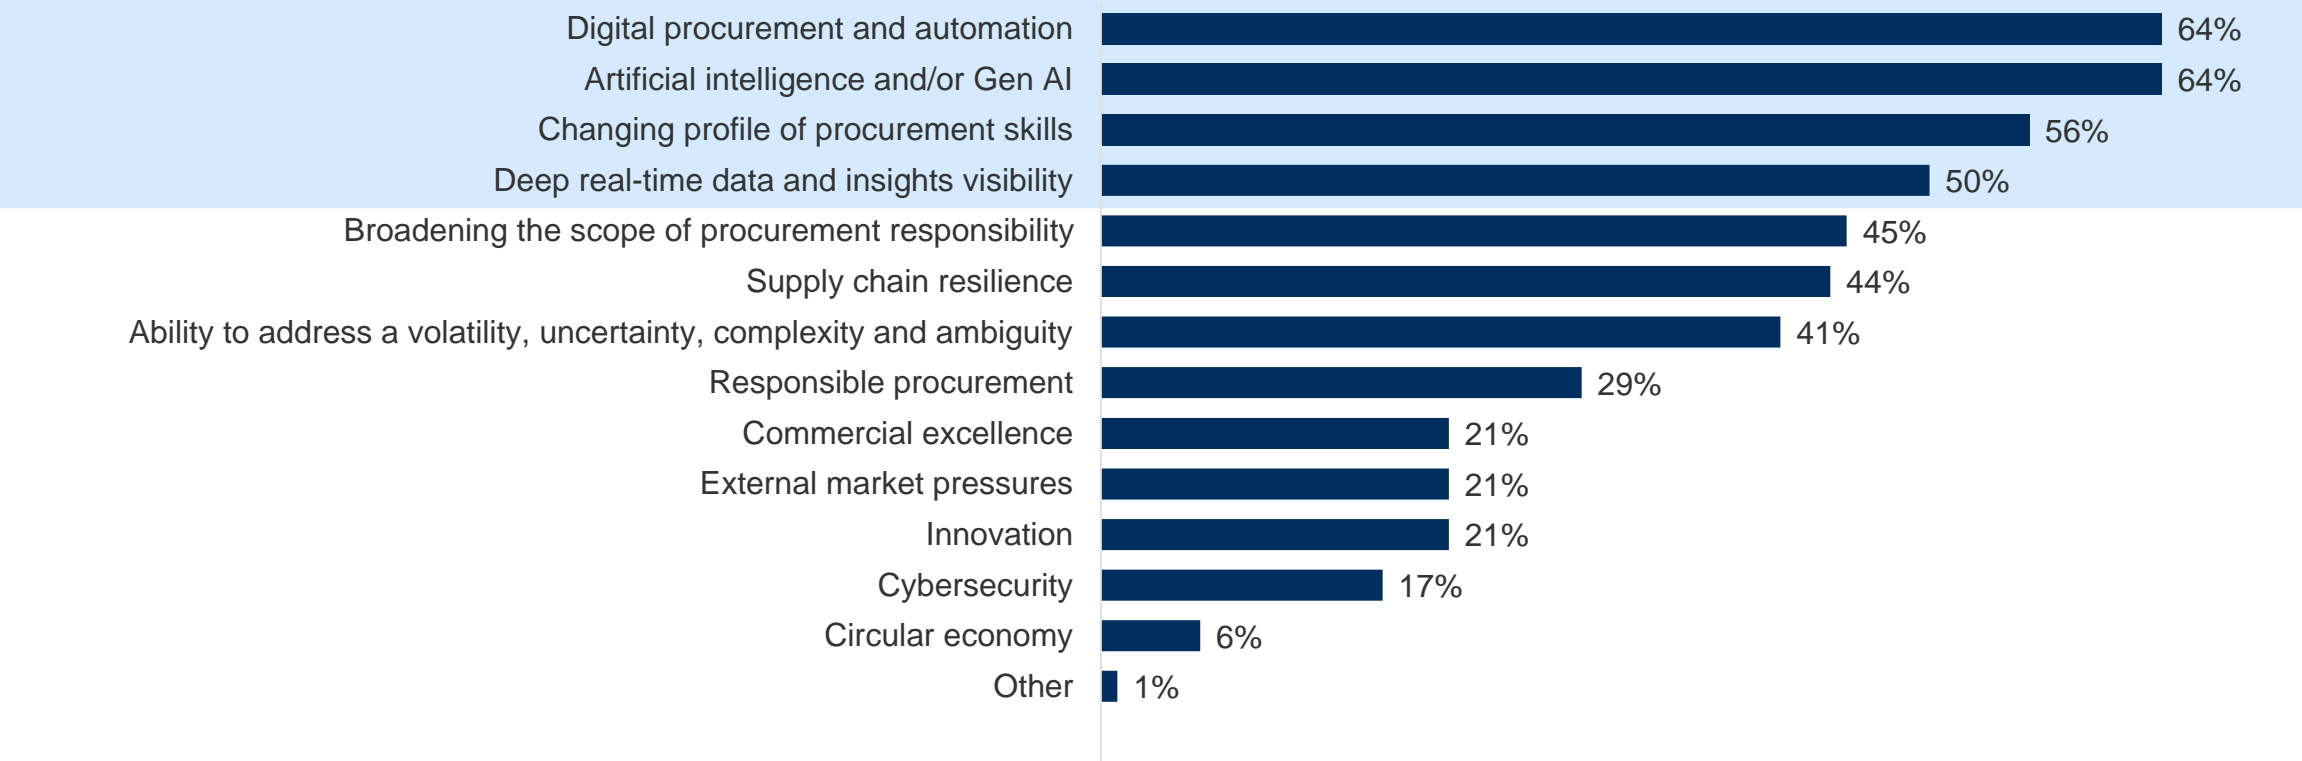 Digital procurement and automation 64%
Artificial intelligence and/or Gen AI 64%
Changing profile of procurement skills 56%
Deep real-time data and insights visibility 50%
Broadening the scope of procurement responsibility 45%
Supply chain resilience 44%
Ability to address a volatility, uncertainty, complexity and ambiguity 41%
Responsible procurement 29%
Commercial excellence 21%
External market pressures 21%
Innovation 21%
Cybersecurity 17%
Circular economy 6%
Other 1%